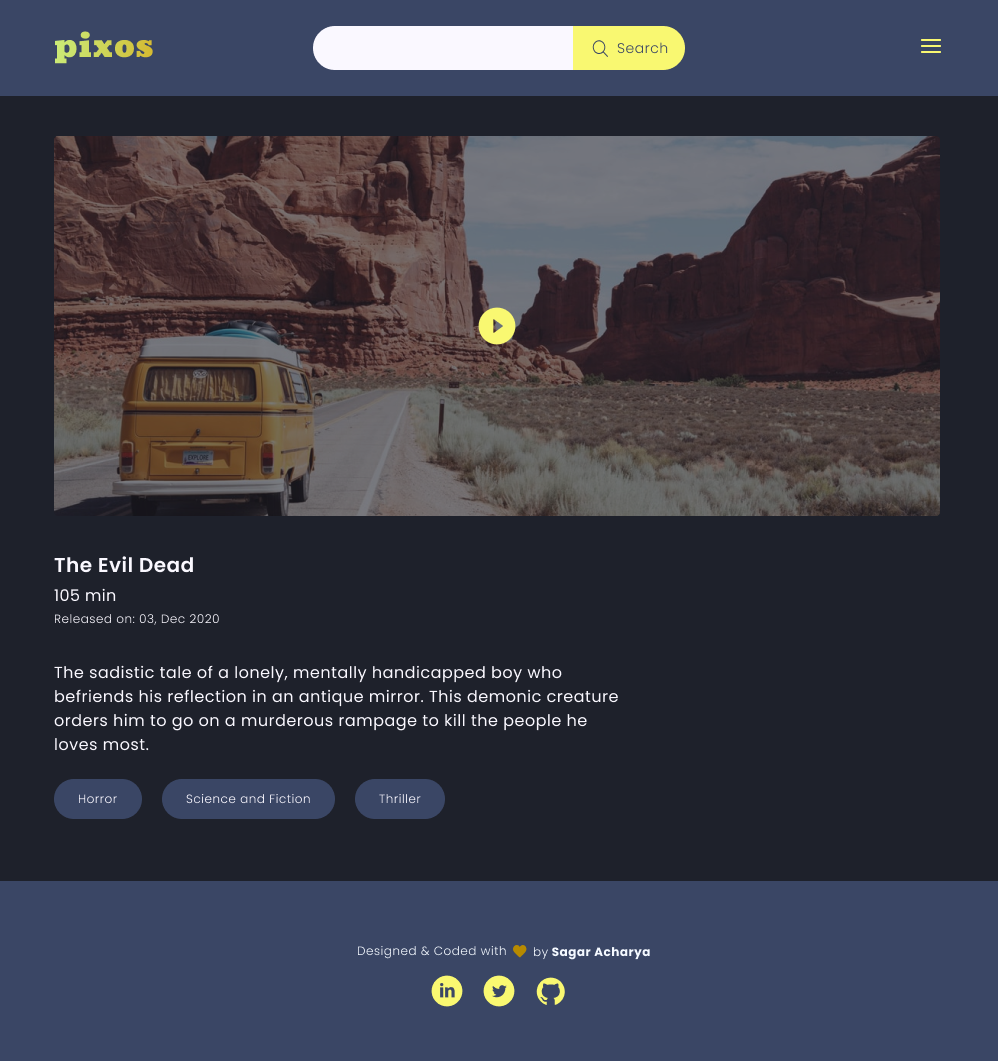 pixos
Search
EXPLORE
The Evil Dead
105 min
Released on: 03, Dec 2020
The sadistic tale of a lonely, mentally handicapped boy who
befriends his reflection in an antique mirror. This demonic creature
orders him to go on a murderous rampage to kill the people he
loves most.
Horror
Science and Fiction
Thriller
Designed & Coded with by Sagar Acharya
in